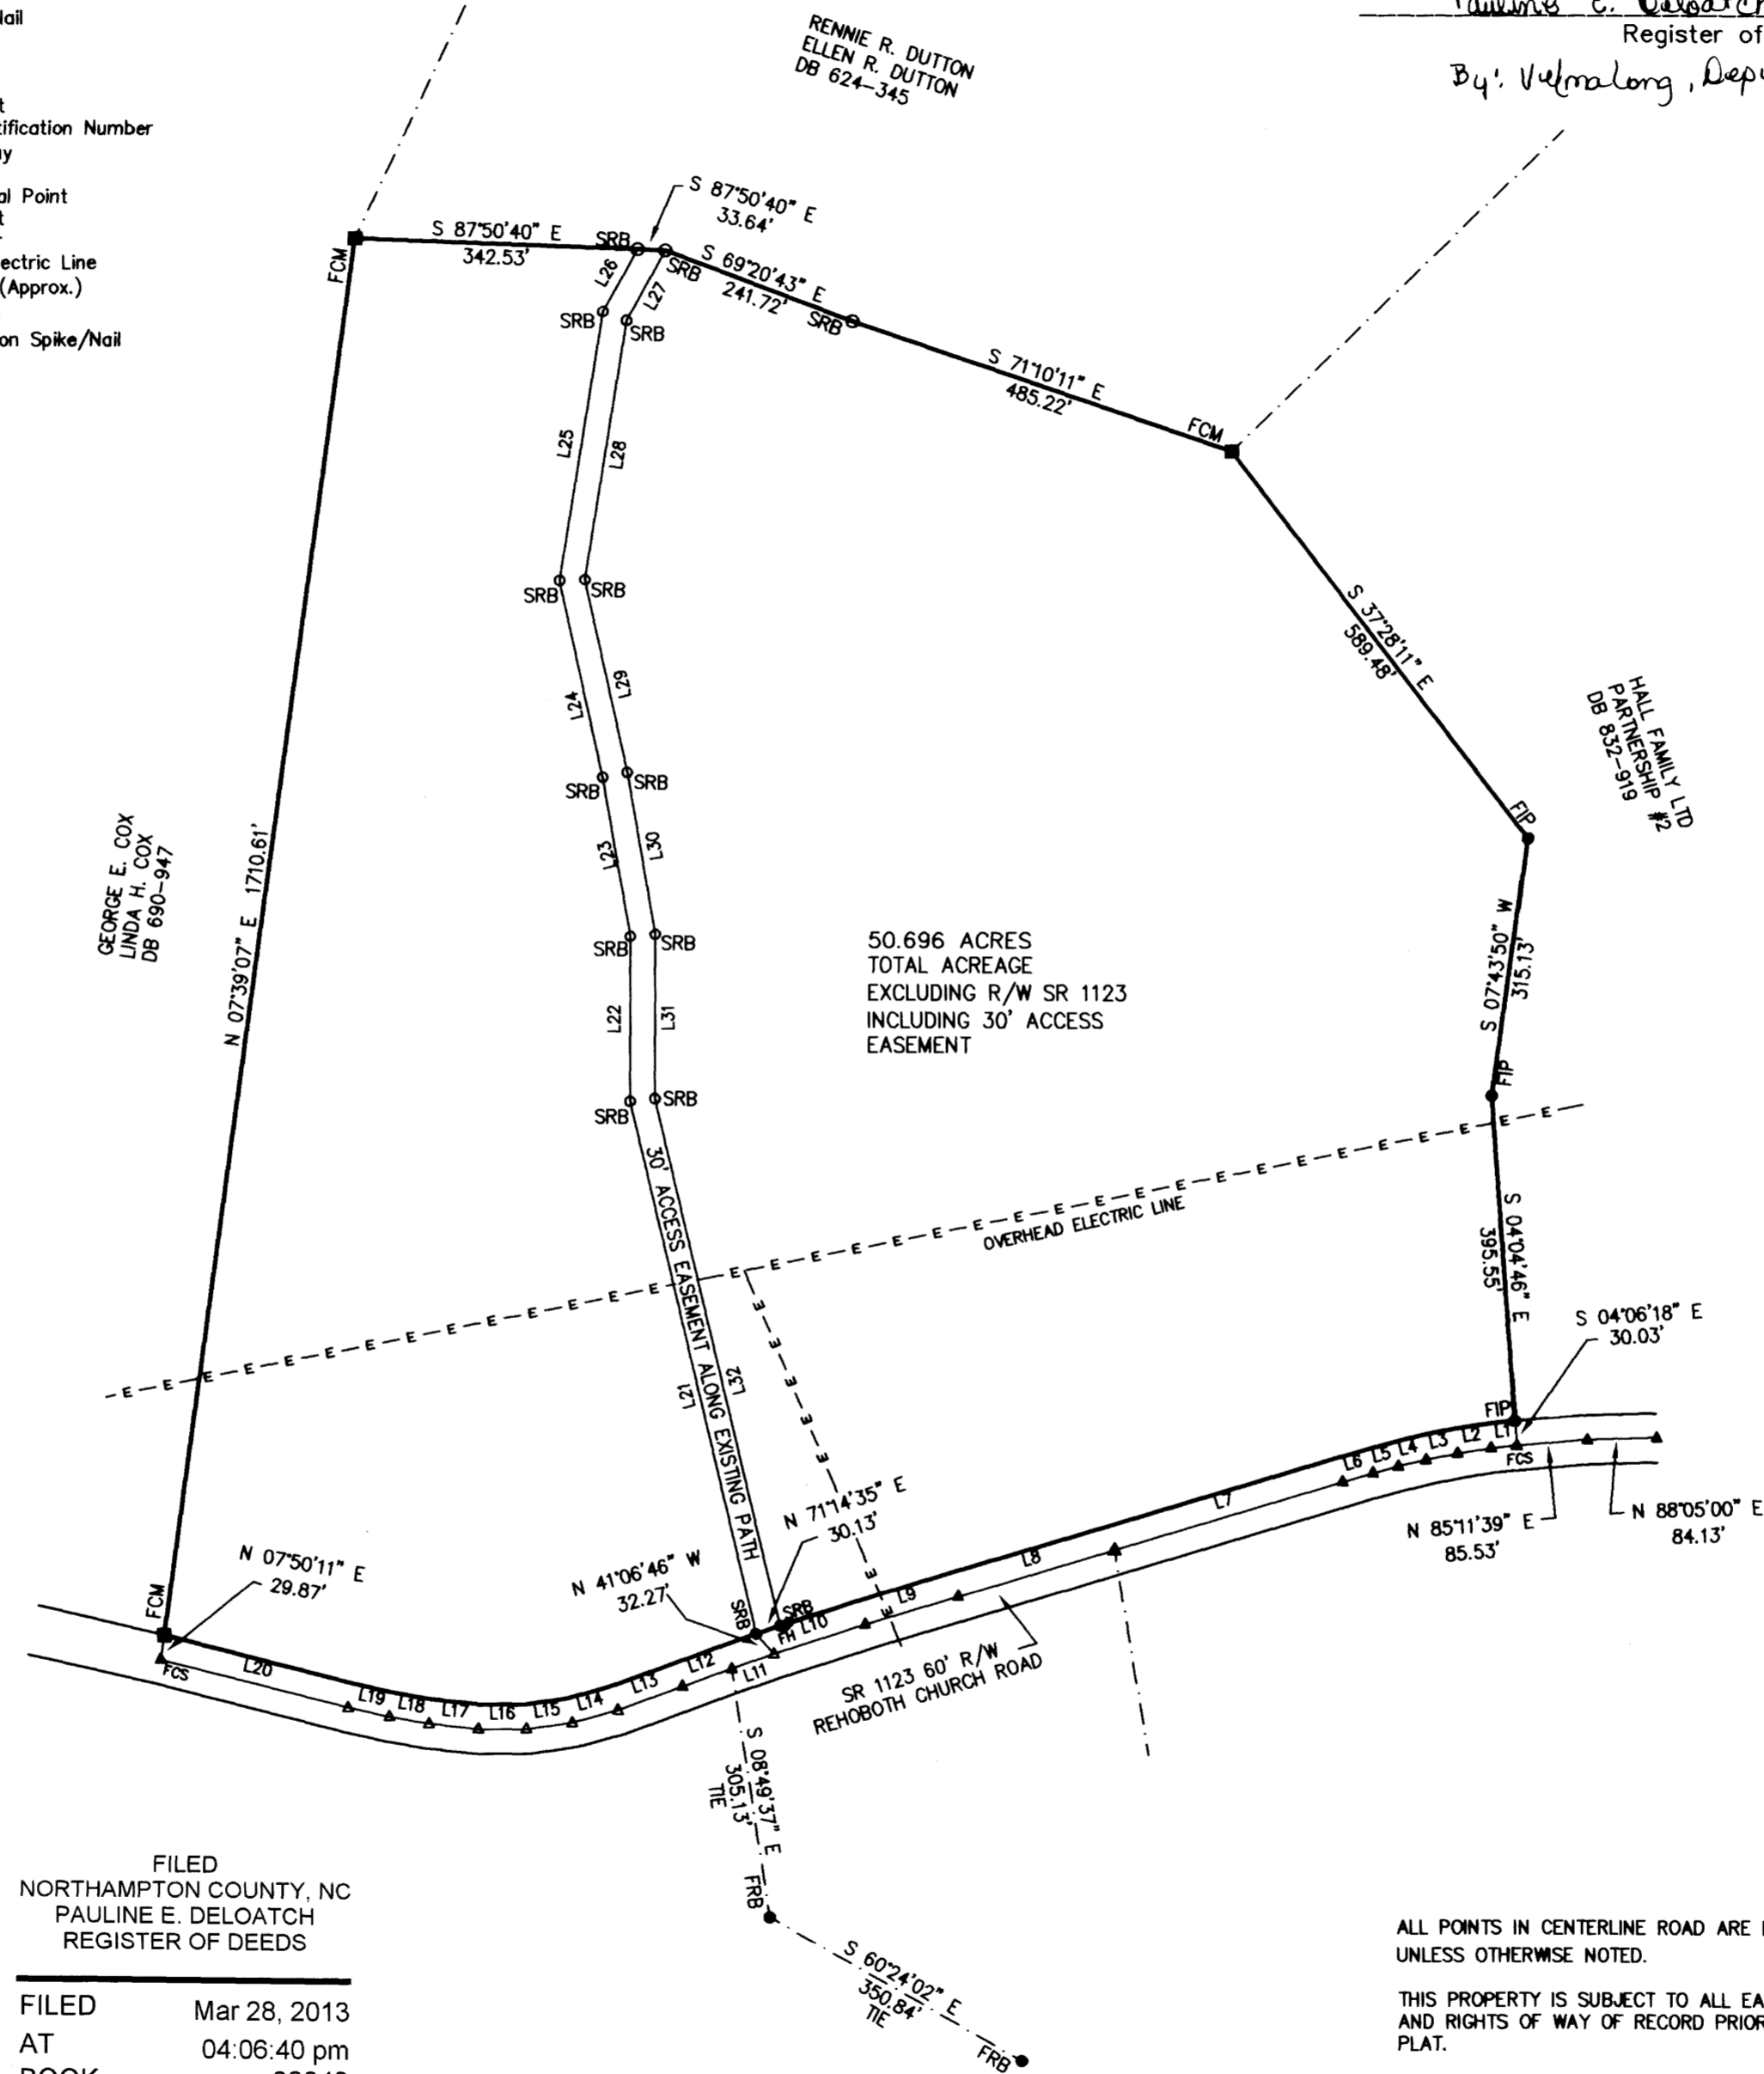 Nail
t
tification Number
ay
al Point
t
ectric Line
(Approx.)
on Spike/Nail
Pauline E. Deloatch
Register of
By: Velma Long, Depu
RENNIE R. DUTTON
ELLEN R. DUTTON
DB 624-345
S 87°50'40" E
33.64'
S 87°50'40" E
342.53'
SRB
FCM
L26
L27
SRB
S 69°20'43" E
241.72'
SRB
SRB
SRB
S 71°10'11" E
485.22'
FCM
L25
L28
SRB
SRB
S 37°28'11" E
589.48'
HALL FAMILY LTD
PARTNERSHIP #2
DB 832-919
L29
L24
SRB
SRB
FIP
GEORGE E. COX
LINDA H. COX
DB 690-947
N 07°39'07" E 1710.61'
L23
L30
SRB
SRB
50.696 ACRES
TOTAL ACREAGE
EXCLUDING R/W SR 1123
INCLUDING 30' ACCESS
EASEMENT
S 07°43'50" W
315.13'
L22
L31
FIP
SRB
SRB
30' ACCESS EASEMENT ALONG EXISTING PATH
E E E E E E E E E E E E E E E E E E E E E E E E E E E E E E E E E E E E
OVERHEAD ELECTRIC LINE
E E E E E E E E
S 04°04'46" E
395.55'
S 04°06'18" E
30.03'
L32
L21
FIP
L6 L5 L4 L3 L2 L1
FCS
L7
N 85°11'39" E
85.53'
N 88°05'00" E
84.13'
N 71°14'35" E
30.13'
N 41°06'46" W
32.27'
N 07°50'11" E
29.87'
FCM
SRB
SRB
FH L10
L9
L8
FCS
L20
L19 L18 L17 L16 L15 L14 L13 L12 L11
SR 1123 60' R/W
REHOBOTH CHURCH ROAD
S 08°49'37" E
305.13'
TIE
FRB
S 60°24'02" E
350.84'
TIE
FRB
FILED
NORTHAMPTON COUNTY, NC
PAULINE E. DELOATCH
REGISTER OF DEEDS
FILED Mar 28, 2013
AT 04:06:40 pm
BOOK
ALL POINTS IN CENTERLINE ROAD ARE
UNLESS OTHERWISE NOTED.
THIS PROPERTY IS SUBJECT TO ALL EA
AND RIGHTS OF WAY OF RECORD PRIOR
PLAT.